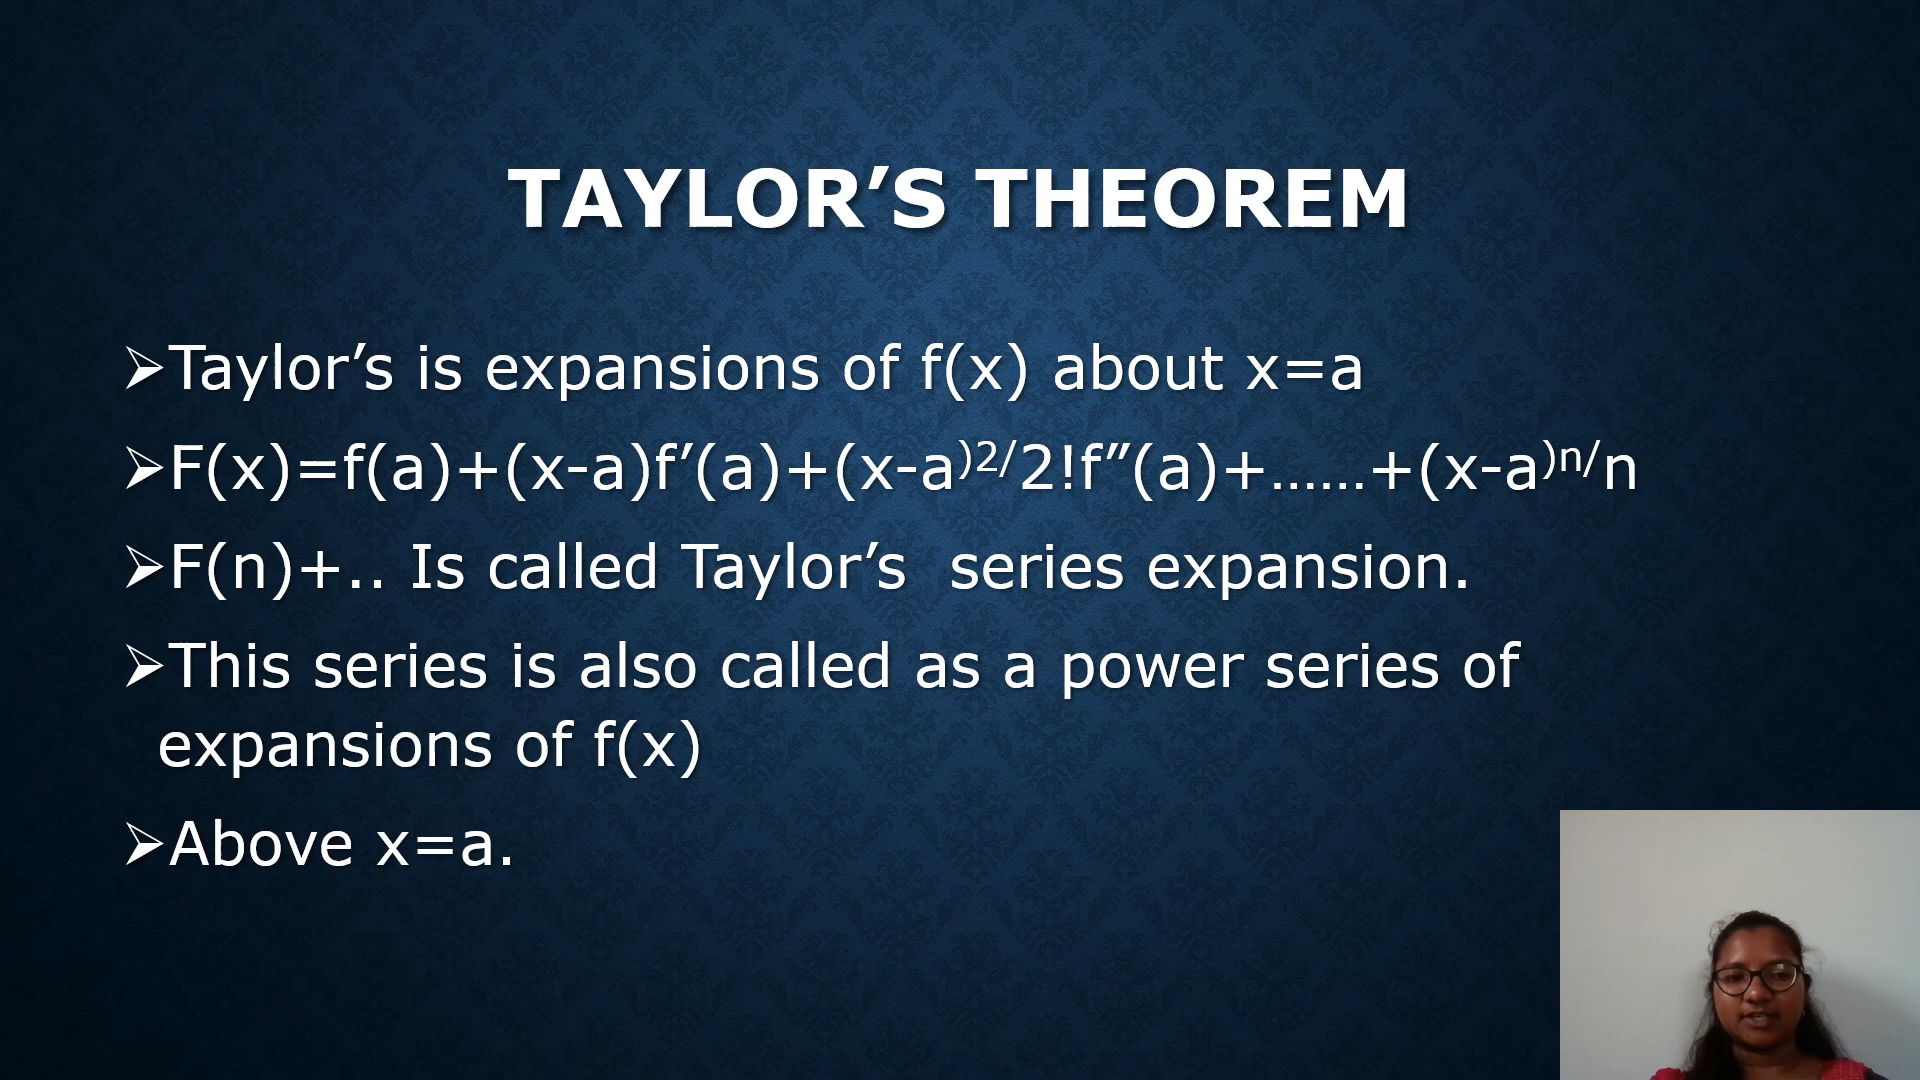 TAYLOR’S THEOREM
➢Taylor’s is expansions of f(x) about x=a
➢F(x)=f(a)+(x-a)f’(a)+(x-a)²/2!f”(a)+……+(x-a)ⁿ/n
➢F(n)+.. Is called Taylor’s  series expansion.
➢This series is also called as a power series of
expansions of f(x)
➢Above x=a.